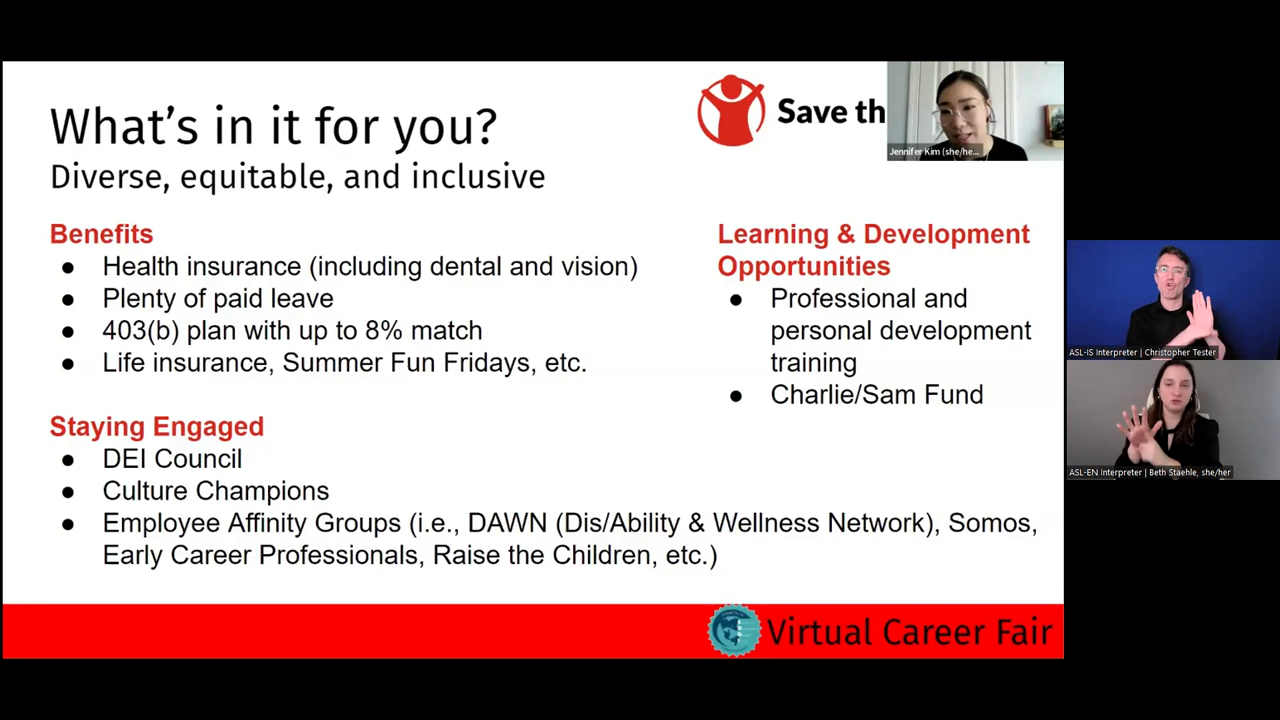 What's in it for you?
Diverse, equitable, and inclusive
Save th
Jennifer Kim (she/he...
Benefits
● Health insurance (including dental and vision)
● Plenty of paid leave
● 403(b) plan with up to 8% match
● Life insurance, Summer Fun Fridays, etc.
Learning & Development
Opportunities
● Professional and
personal development
training
● Charlie/Sam Fund
Staying Engaged
● DEI Council
● Culture Champions
● Employee Affinity Groups (i.e., DAWN (Dis/Ability & Wellness Network), Somos,
Early Career Professionals, Raise the Children, etc.)
Virtual Career Fair
ASL-IS Interpreter | Christopher Tester
ASL-EN Interpreter | Beth Staehle, she/her